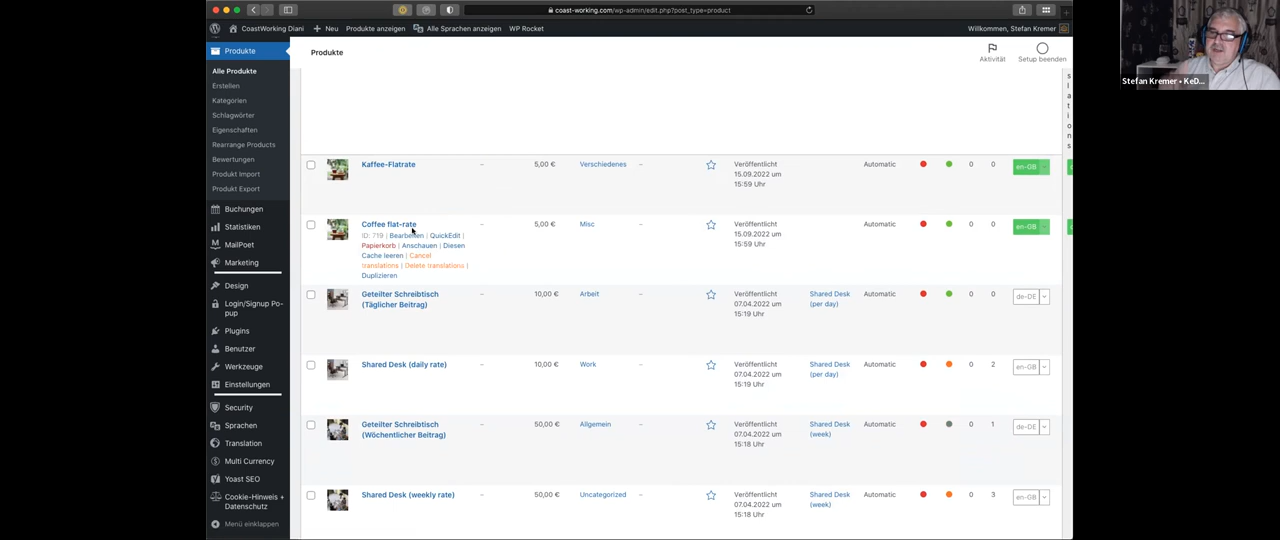 coast-working.com/wp-admin/edit.php?post_type=product
CoastWorking Diani
Neu
Produkte anzeigen
Alle Sprachen anzeigen
WP Rocket
Willkommen, Stefan Kremer
Produkte
Alle Produkte
Erstellen
Kategorien
Schlagwörter
Eigenschaften
Rearrange Products
Bewertungen
Produkt Import
Produkt Export
Buchungen
Statistiken
MailPoet
Marketing
Design
Login/Signup Po-
pup
Plugins
Benutzer
Werkzeuge
Einstellungen
Security
Sprachen
Translation
Multi Currency
Yoast SEO
Cookie-Hinweis +
Datenschutz
Menü einklappen
Produkte
Aktivität
Setup beenden
s
l
a
t
i
o
n
s
Kaffee-Flatrate – 5,00 € Verschiedenes – Veröffentlicht Automatic 0 0 en-GB
15.09.2022 um
15:59 Uhr
Coffee flat-rate – 5,00 € Misc – Veröffentlicht Automatic 0 0 en-GB
15.09.2022 um
15:59 Uhr
ID: 719 | Bearbeiten | QuickEdit |
Papierkorb | Anschauen | Diesen
Cache leeren | Cancel
translations | Delete translations |
Duplizieren
Geteilter Schreibtisch – 10,00 € Arbeit – Veröffentlicht Shared Desk Automatic 0 0 de-DE
(Täglicher Beitrag) 07.04.2022 um (per day)
15:19 Uhr
Shared Desk (daily rate) – 10,00 € Work – Veröffentlicht Shared Desk Automatic 0 2 en-GB
07.04.2022 um (per day)
15:19 Uhr
Geteilter Schreibtisch – 50,00 € Allgemein – Veröffentlicht Shared Desk Automatic 0 1 de-DE
(Wöchentlicher Beitrag) 07.04.2022 um (week)
15:18 Uhr
Shared Desk (weekly rate) – 50,00 € Uncategorized – Veröffentlicht Shared Desk Automatic 0 3 en-GB
07.04.2022 um (week)
15:18 Uhr
Stefan Kremer • KeD...